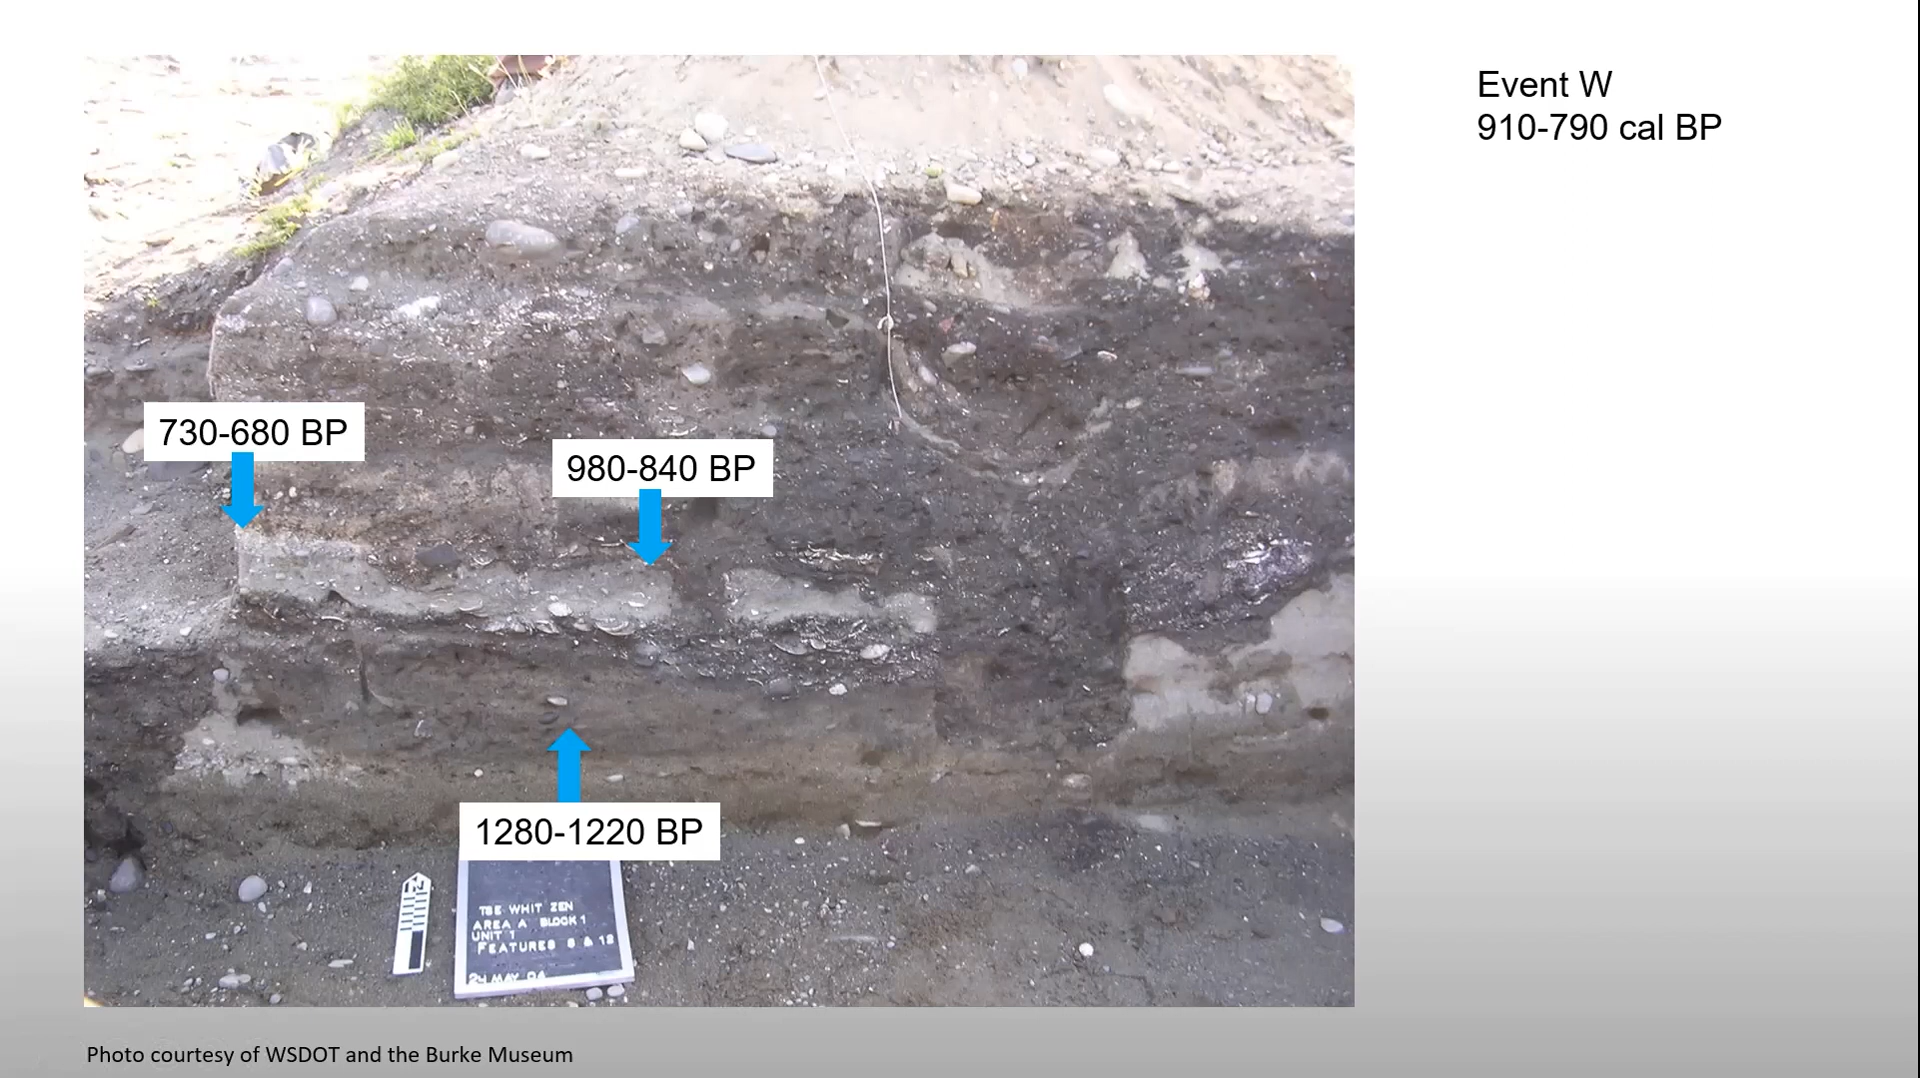 Event W
910-790 cal BP
730-680 BP
980-840 BP
1280-1220 BP
TSE WHIT ZEN
AREA A BLOCK 1
UNIT 1
FEATURES 6 & 12
24 MAY 04
Photo courtesy of WSDOT and the Burke Museum